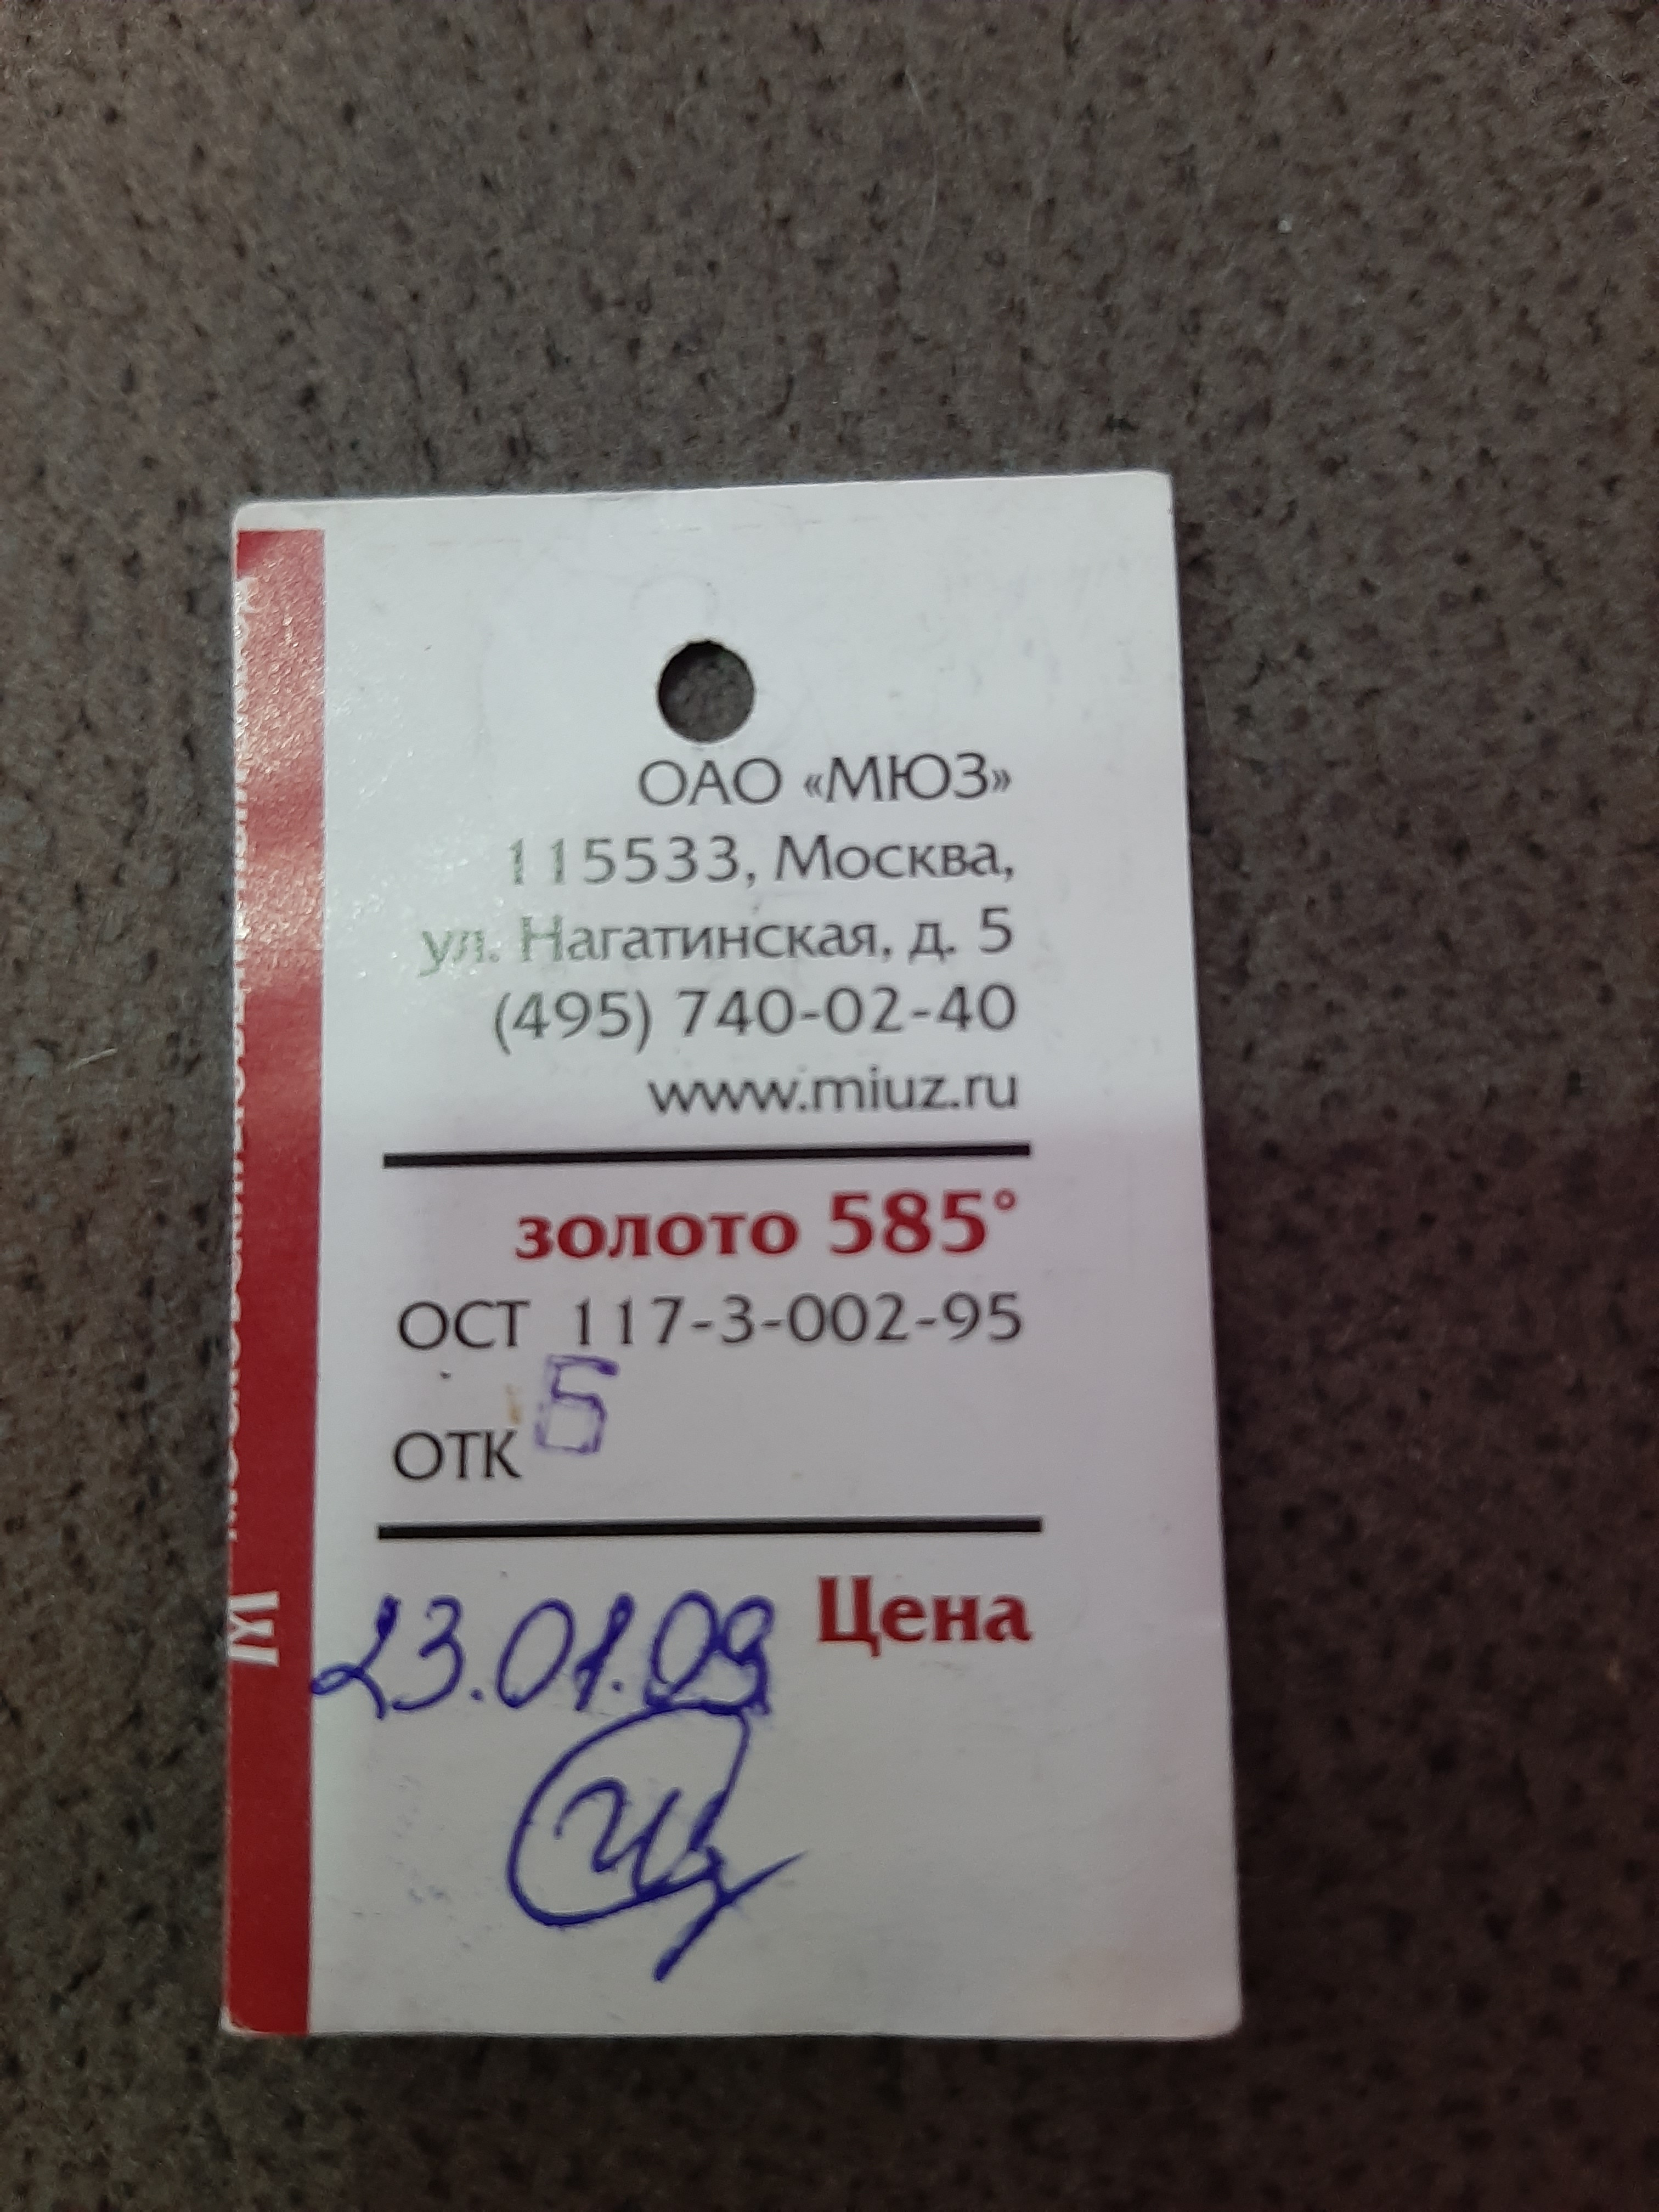 ОАО «МЮЗ»
115533, Москва,
ул. Нагатинская, д. 5
(495) 740-02-40
www.miuz.ru
золото 585°
ОСТ 117-3-002-95
ОТК Б
Цена
23.01.09